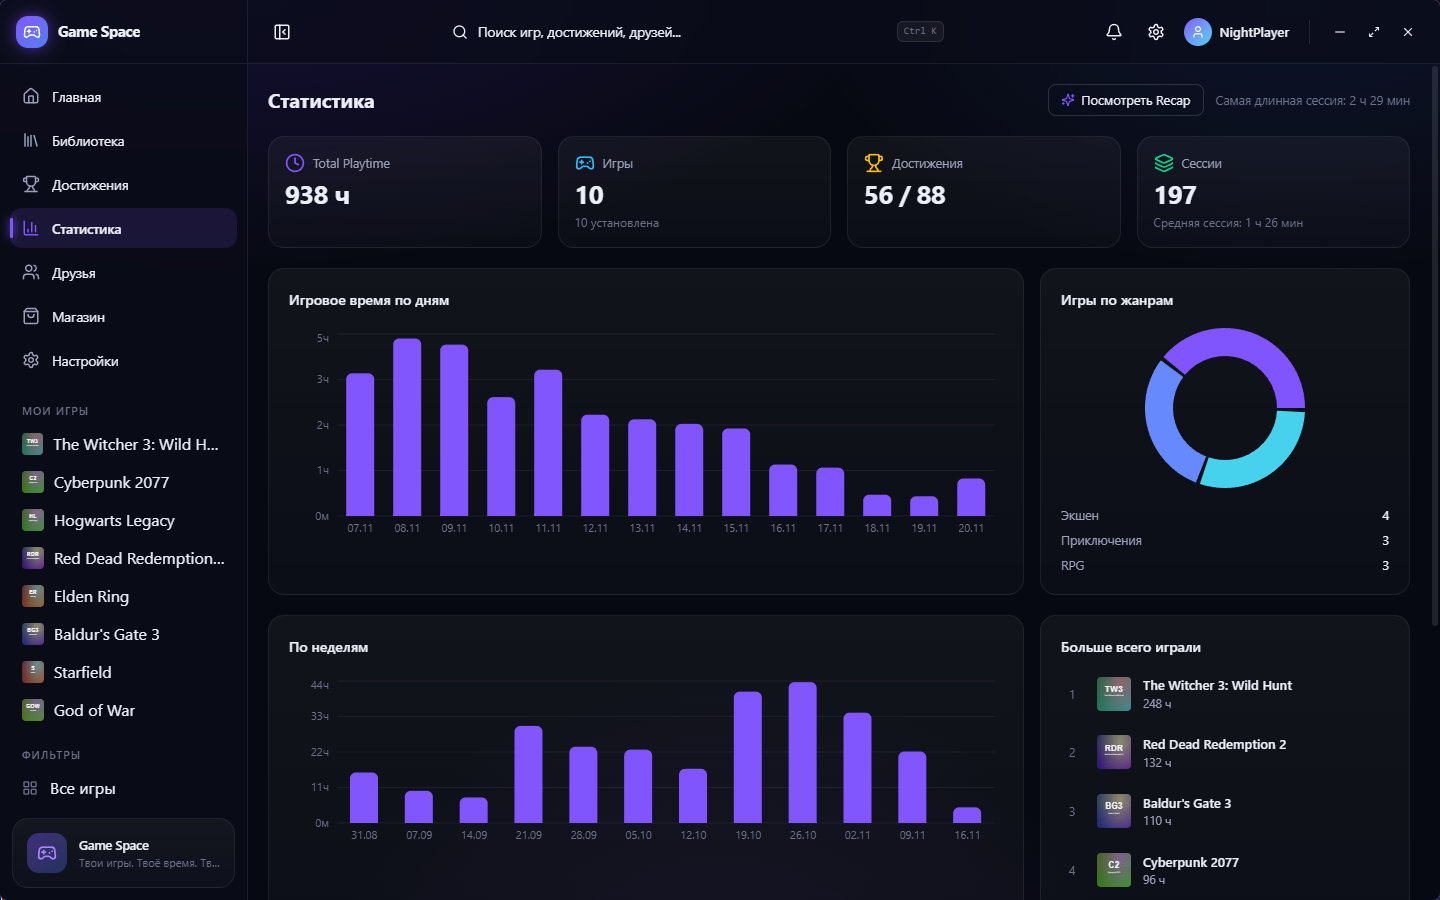 Game Space
Поиск игр, достижений, друзей...
Ctrl K
NightPlayer
Главная
Библиотека
Достижения
Статистика
Друзья
Магазин
Настройки
МОИ ИГРЫ
TW3
The Witcher 3: Wild H...
C2
Cyberpunk 2077
HL
Hogwarts Legacy
RDR
Red Dead Redemption...
ER
Elden Ring
BG3
Baldur's Gate 3
S
Starfield
GOW
God of War
ФИЛЬТРЫ
Все игры
Game Space
Твои игры. Твоё время. Тв...
Статистика
Посмотреть Recap
Самая длинная сессия: 2 ч 29 мин
Total Playtime
938 ч
Игры
10
10 установлена
Достижения
56 / 88
Сессии
197
Средняя сессия: 1 ч 26 мин
Игровое время по дням
5ч
3ч
2ч
1ч
0м
07.11 08.11 09.11 10.11 11.11 12.11 13.11 14.11 15.11 16.11 17.11 18.11 19.11 20.11
Игры по жанрам
Экшен 4
Приключения 3
RPG 3
По неделям
44ч
33ч
22ч
11ч
0м
31.08 07.09 14.09 21.09 28.09 05.10 12.10 19.10 26.10 02.11 09.11 16.11
Больше всего играли
1 TW3 The Witcher 3: Wild Hunt
248 ч
2 RDR Red Dead Redemption 2
132 ч
3 BG3 Baldur's Gate 3
110 ч
4 C2 Cyberpunk 2077
96 ч